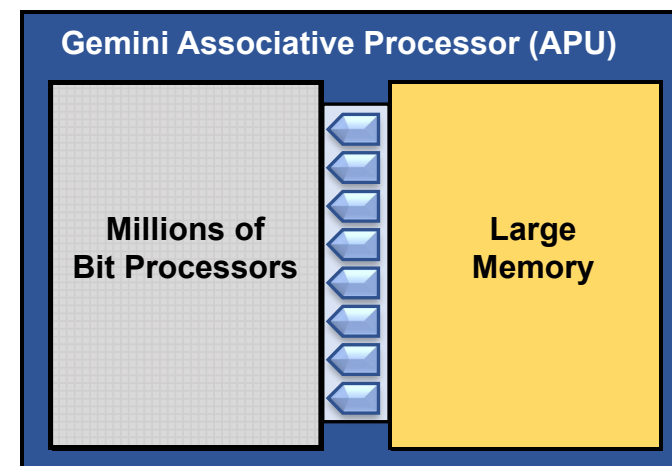 Gemini Associative Processor (APU)
Millions of
Bit Processors
Large
Memory